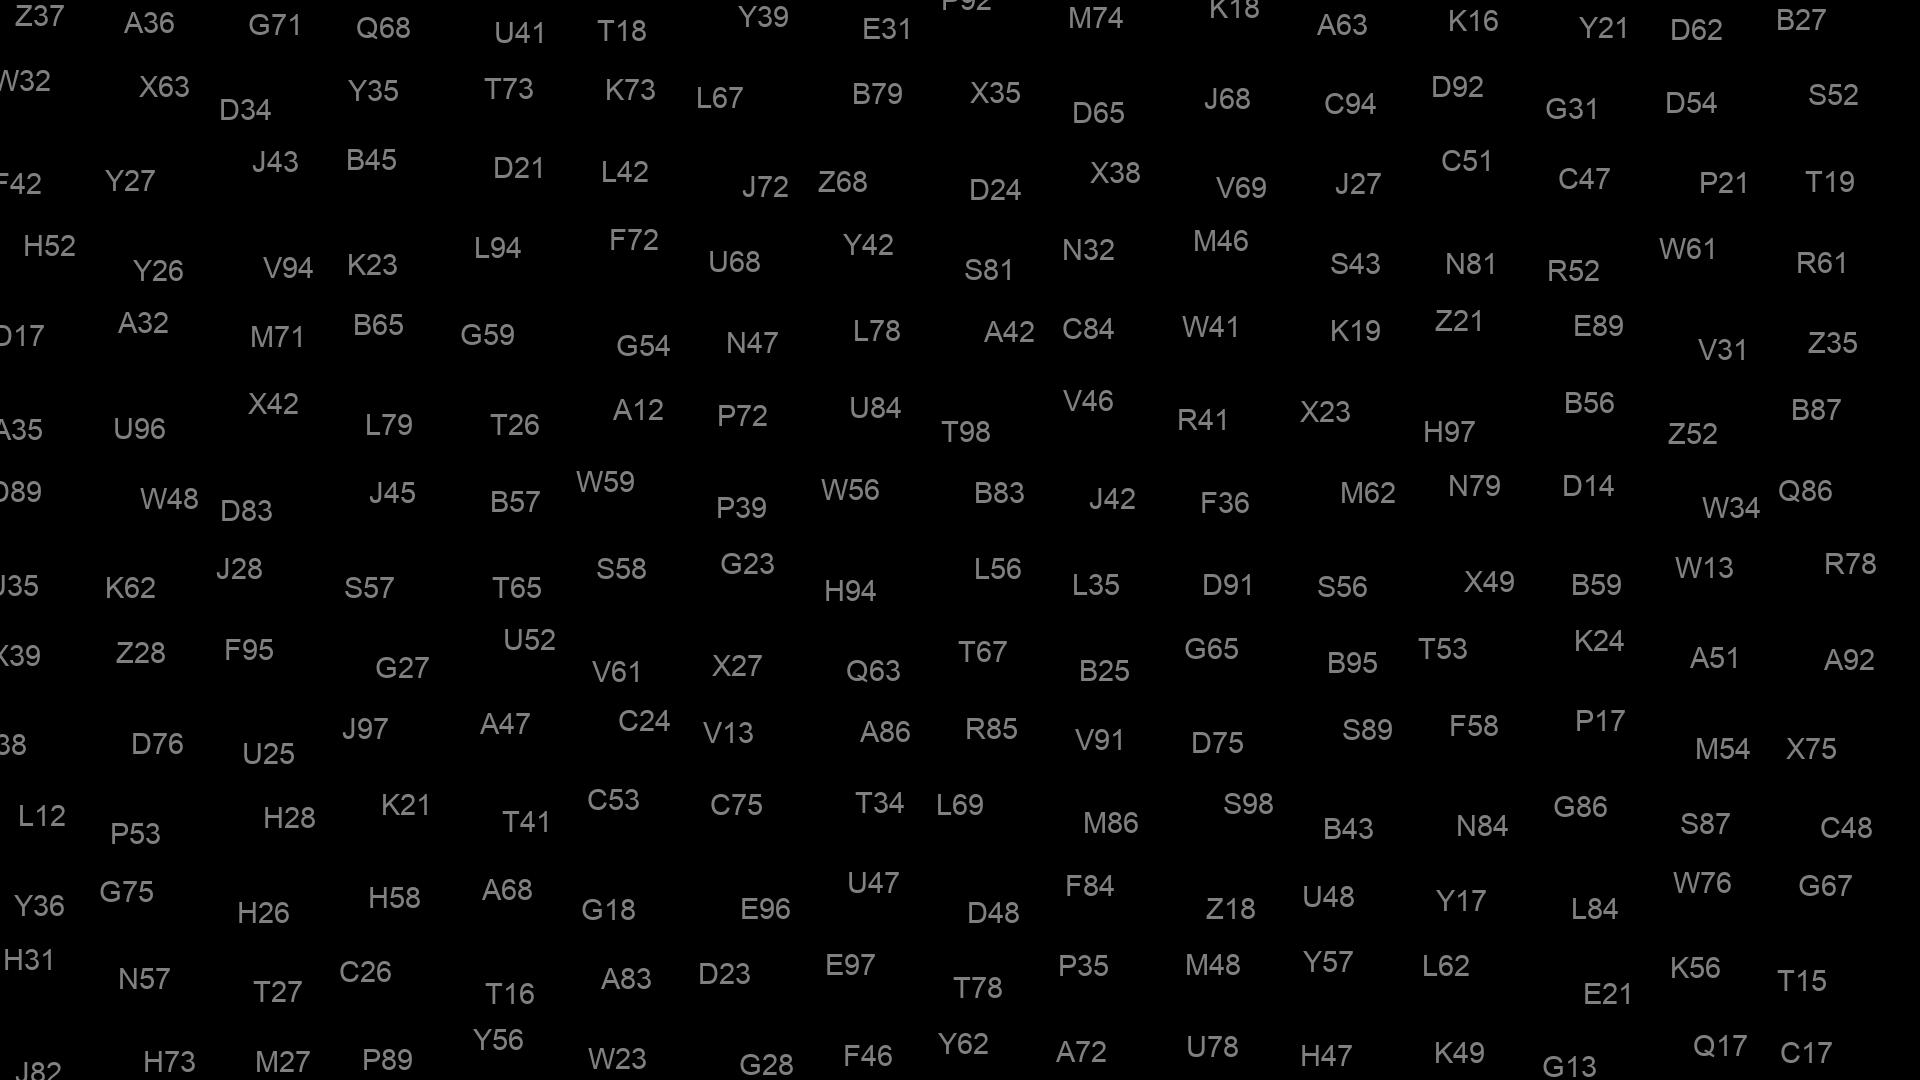 Z37 A36 G71 Q68 U41 T18 Y39 E31 P92 M74 K18 A63 K16 Y21 D62 B27
W32 X63 D34 Y35 T73 K73 L67 B79 X35 D65 J68 C94 D92 G31 D54 S52
F42 Y27 J43 B45 D21 L42 J72 Z68 D24 X38 V69 J27 C51 C47 P21 T19
H52 Y26 V94 K23 L94 F72 U68 Y42 S81 N32 M46 S43 N81 R52 W61 R61
D17 A32 M71 B65 G59 G54 N47 L78 A42 C84 W41 K19 Z21 E89 V31 Z35
A35 U96 X42 L79 T26 A12 P72 U84 T98 V46 R41 X23 H97 B56 Z52 B87
W48 D83 J45 B57 W59 P39 W56 B83 J42 F36 M62 N79 D14 W34 Q86
K62 J28 S57 T65 S58 G23 H94 L56 L35 D91 S56 X49 B59 W13 R78
X39 Z28 F95 G27 U52 V61 X27 Q63 T67 B25 G65 B95 T53 K24 A51 A92
38 D76 U25 J97 A47 C24 V13 A86 R85 V91 D75 S89 F58 P17 M54 X75
L12 P53 H28 K21 T41 C53 C75 T34 L69 M86 S98 B43 N84 G86 S87 C48
Y36 G75 H26 H58 A68 G18 E96 U47 D48 F84 Z18 U48 Y17 L84 W76 G67
H31 N57 T27 C26 T16 A83 D23 E97 T78 P35 M48 Y57 L62 E21 K56 T15
J82 H73 M27 P89 Y56 W23 G28 F46 Y62 A72 U78 H47 K49 G13 Q17 C17